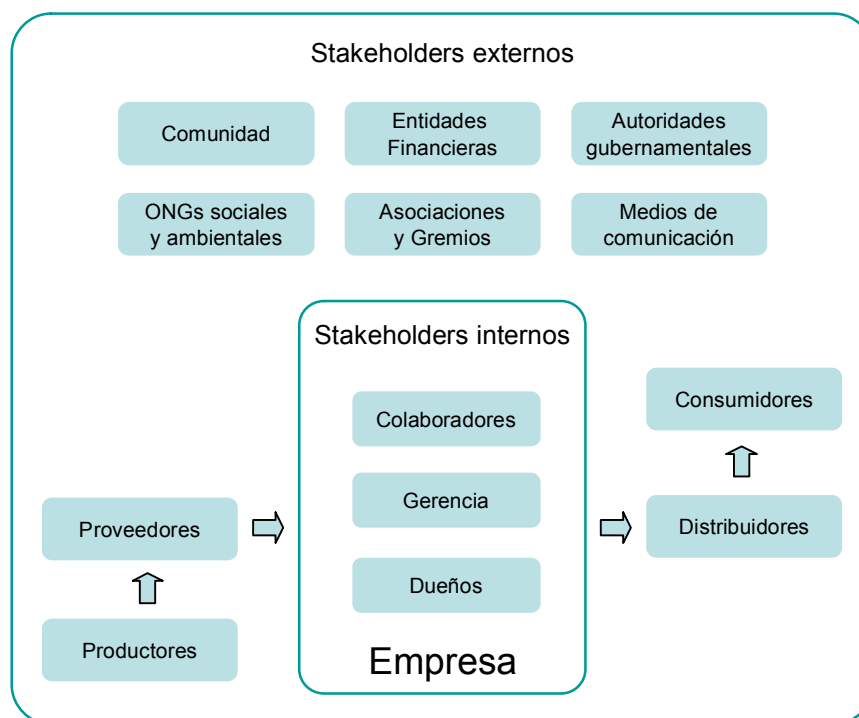 Stakeholders externos
Comunidad
Entidades
Financieras
Autoridades
gubernamentales
ONGs sociales
y ambientales
Asociaciones
y Gremios
Medios de
comunicación
Stakeholders internos
Colaboradores
Gerencia
Dueños
Empresa
Proveedores
Productores
Consumidores
Distribuidores